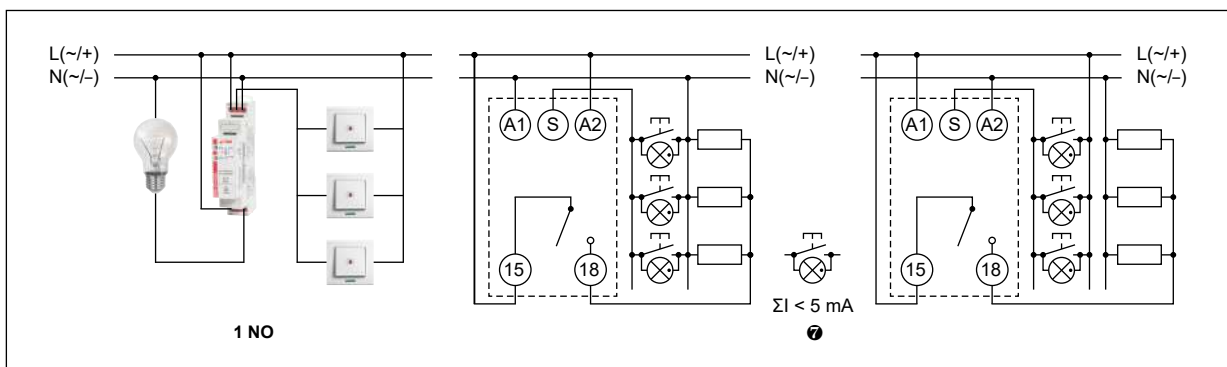 L(~/+)
N(~/–)
1 NO
A1 S A2
15 18
L(~/+)
N(~/–)
ΣI < 5 mA
❼
A1 S A2
15 18
L(~/+)
N(~/–)